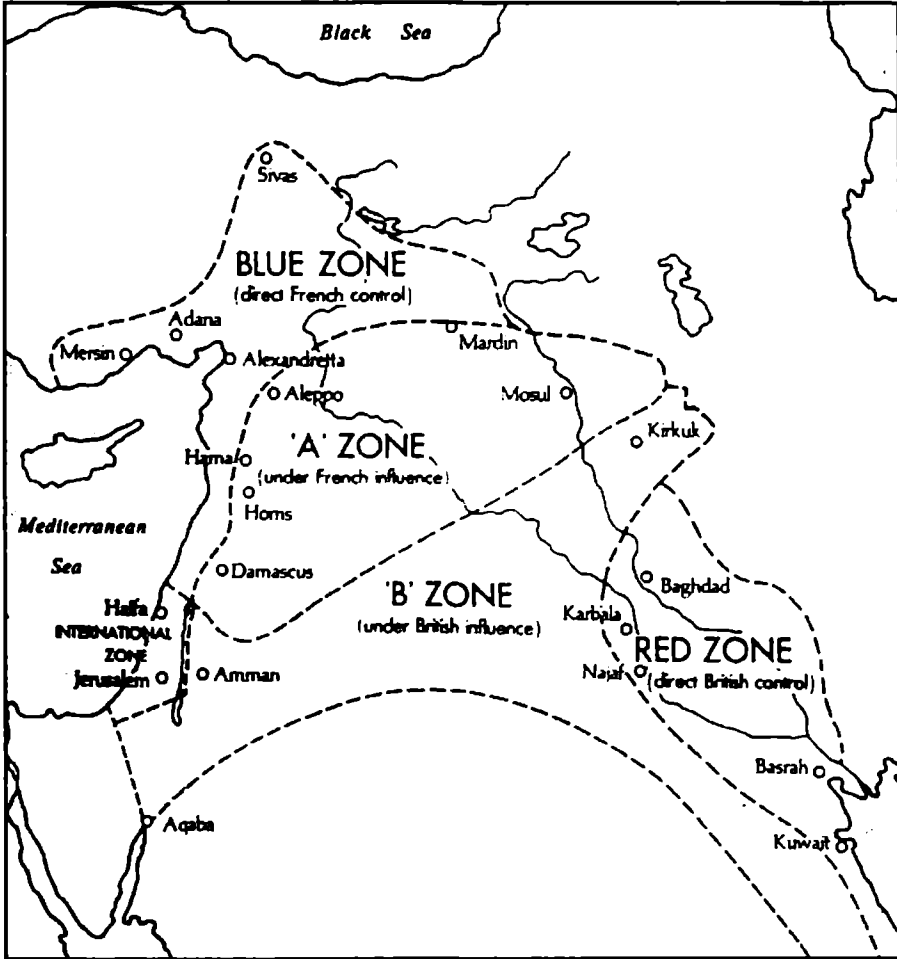 Black Sea
Sivas
BLUE ZONE
(direct French control)
Adana
Mersin
Alexandretta
Mardin
Aleppo
Mosul
'A' ZONE
(under French influence)
Kirkuk
Hama
Homs
Mediterranean
Sea
Damascus
Baghdad
'B' ZONE
(under British influence)
Haifa
Karbala
INTERNATIONAL
ZONE
RED ZONE
(direct British control)
Jerusalem
Amman
Najaf
Basrah
Aqaba
Kuwait